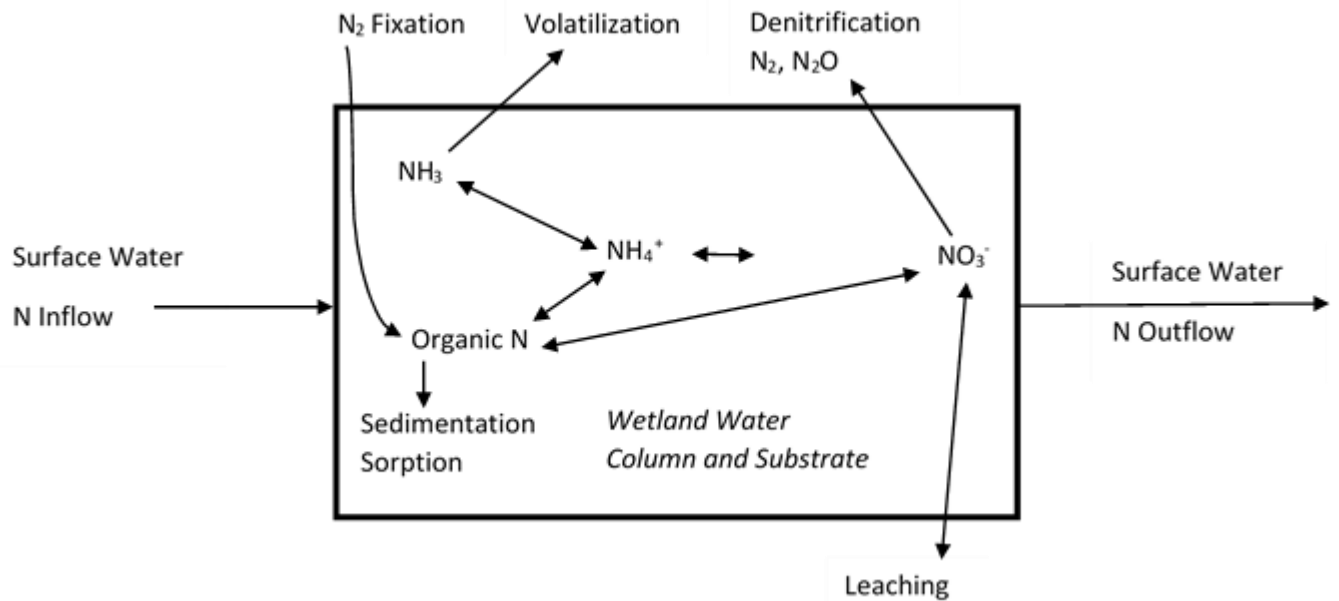 N₂ Fixation
Volatilization
Denitrification
N₂, N₂O
NH₃
NH₄⁺
NO₃⁻
Surface Water
N Inflow
Surface Water
N Outflow
Organic N
Sedimentation
Sorption
Wetland Water
Column and Substrate
Leaching